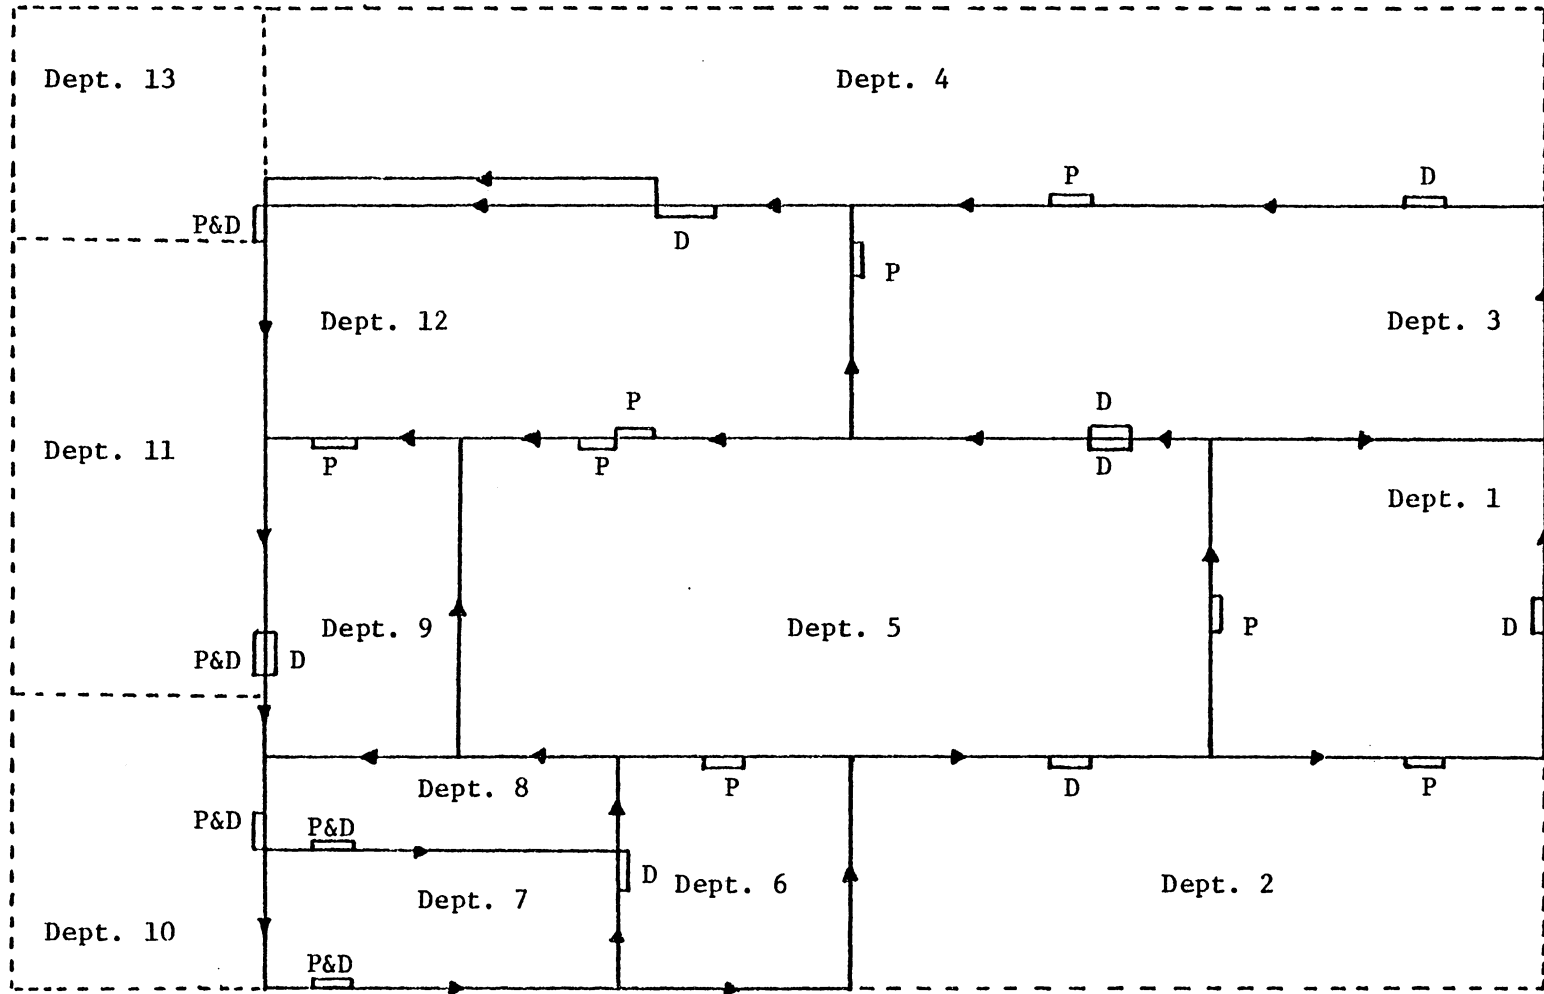 Dept. 13
Dept. 4
P
D
P&D
D
P
Dept. 12
Dept. 3
P
D
Dept. 11
P
P
D
Dept. 1
Dept. 9
Dept. 5
P
D
P&D
D
Dept. 8
P
D
P
P&D
P&D
D
Dept. 6
Dept. 2
Dept. 7
Dept. 10
P&D